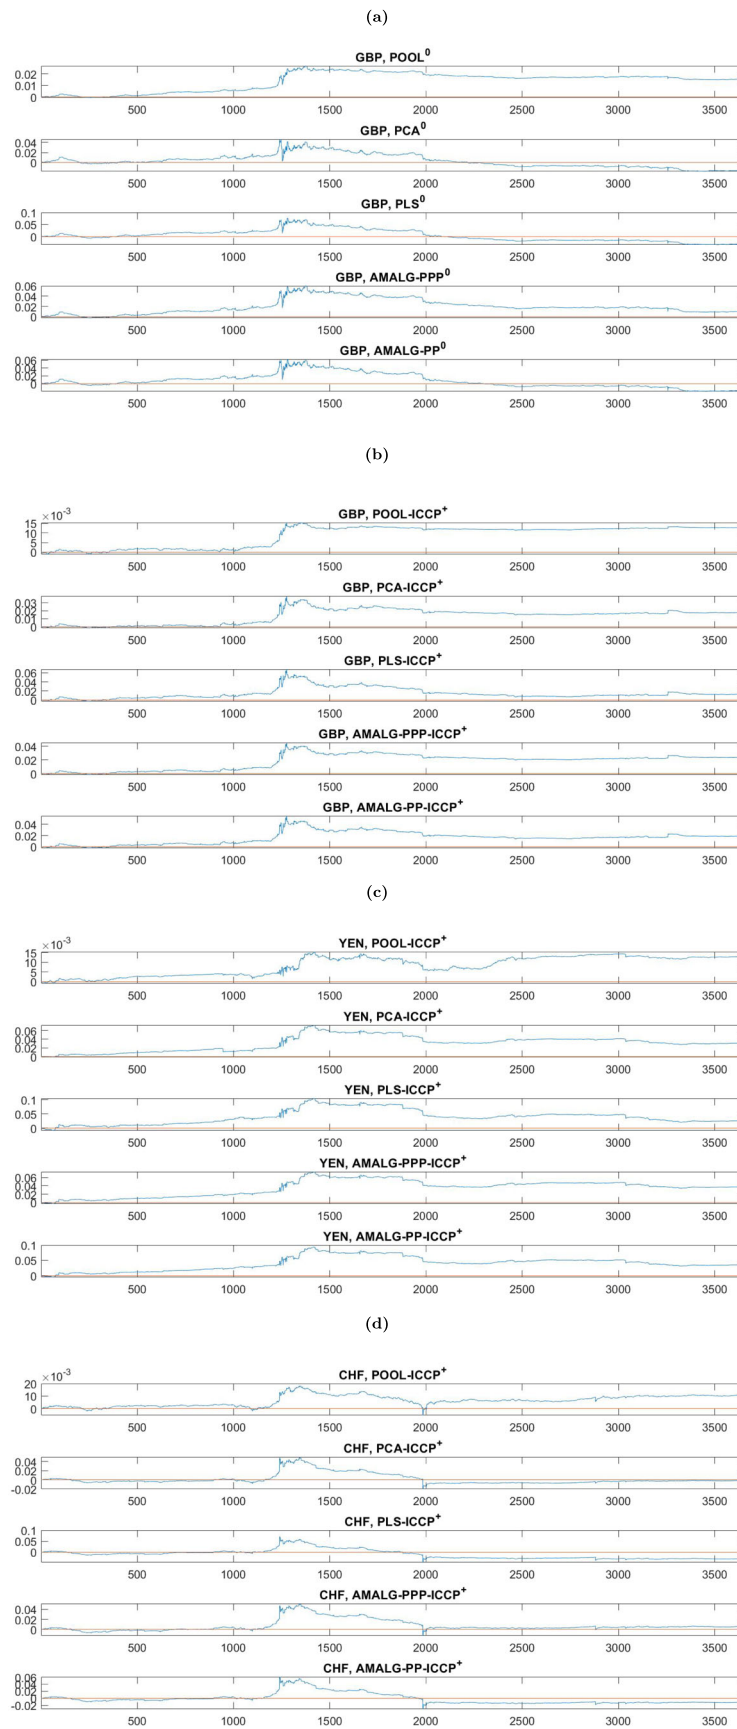 (a)
GBP, POOL⁰
0.02
0.01
0
500 1000 1500 2000 2500 3000 3500
GBP, PCA⁰
0.04
0.02
0
500 1000 1500 2000 2500 3000 3500
GBP, PLS⁰
0.1
0.05
0
500 1000 1500 2000 2500 3000 3500
GBP, AMALG-PPP⁰
0.06
0.04
0.02
0
500 1000 1500 2000 2500 3000 3500
GBP, AMALG-PP⁰
0.06
0.04
0.02
0
500 1000 1500 2000 2500 3000 3500
(b)
×10⁻³
GBP, POOL-ICCP⁺
15
10
5
0
500 1000 1500 2000 2500 3000 3500
GBP, PCA-ICCP⁺
0.03
0.02
0.01
0
500 1000 1500 2000 2500 3000 3500
GBP, PLS-ICCP⁺
0.06
0.04
0.02
0
500 1000 1500 2000 2500 3000 3500
GBP, AMALG-PPP-ICCP⁺
0.04
0.02
0
500 1000 1500 2000 2500 3000 3500
GBP, AMALG-PP-ICCP⁺
0.04
0.02
0
500 1000 1500 2000 2500 3000 3500
(c)
×10⁻³
YEN, POOL-ICCP⁺
15
10
5
0
500 1000 1500 2000 2500 3000 3500
YEN, PCA-ICCP⁺
0.06
0.04
0.02
0
500 1000 1500 2000 2500 3000 3500
YEN, PLS-ICCP⁺
0.1
0.05
0
500 1000 1500 2000 2500 3000 3500
YEN, AMALG-PPP-ICCP⁺
0.06
0.04
0.02
0
500 1000 1500 2000 2500 3000 3500
YEN, AMALG-PP-ICCP⁺
0.1
0.05
0
500 1000 1500 2000 2500 3000 3500
(d)
×10⁻³
CHF, POOL-ICCP⁺
20
10
0
500 1000 1500 2000 2500 3000 3500
CHF, PCA-ICCP⁺
0.04
0.02
0
-0.02
500 1000 1500 2000 2500 3000 3500
CHF, PLS-ICCP⁺
0.1
0.05
0
500 1000 1500 2000 2500 3000 3500
CHF, AMALG-PPP-ICCP⁺
0.04
0.02
0
500 1000 1500 2000 2500 3000 3500
CHF, AMALG-PP-ICCP⁺
0.06
0.04
0.02
0
-0.02
500 1000 1500 2000 2500 3000 3500